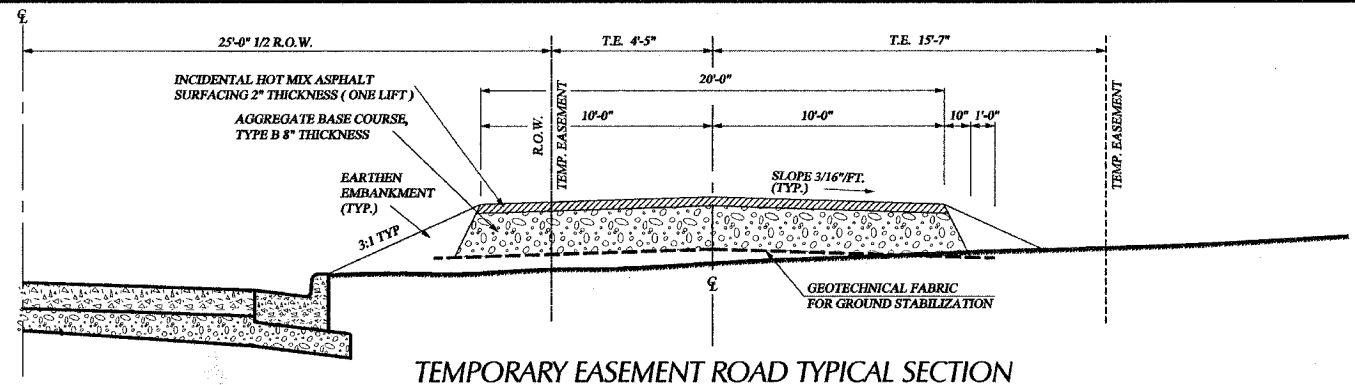 ℄
25'-0" 1/2 R.O.W.
T.E. 4'-5"
T.E. 15'-7"
INCIDENTAL HOT MIX ASPHALT
SURFACING 2" THICKNESS ( ONE LIFT )
20'-0"
AGGREGATE BASE COURSE,
TYPE B 8" THICKNESS
10'-0"
10'-0"
10"
1'-0"
R.O.W.
TEMP. EASEMENT
TEMP. EASEMENT
EARTHEN
EMBANKMENT
(TYP.)
SLOPE 3/16"/FT.
(TYP.)
3:1 TYP
℄
GEOTECHNICAL FABRIC
FOR GROUND STABILIZATION
TEMPORARY EASEMENT ROAD TYPICAL SECTION